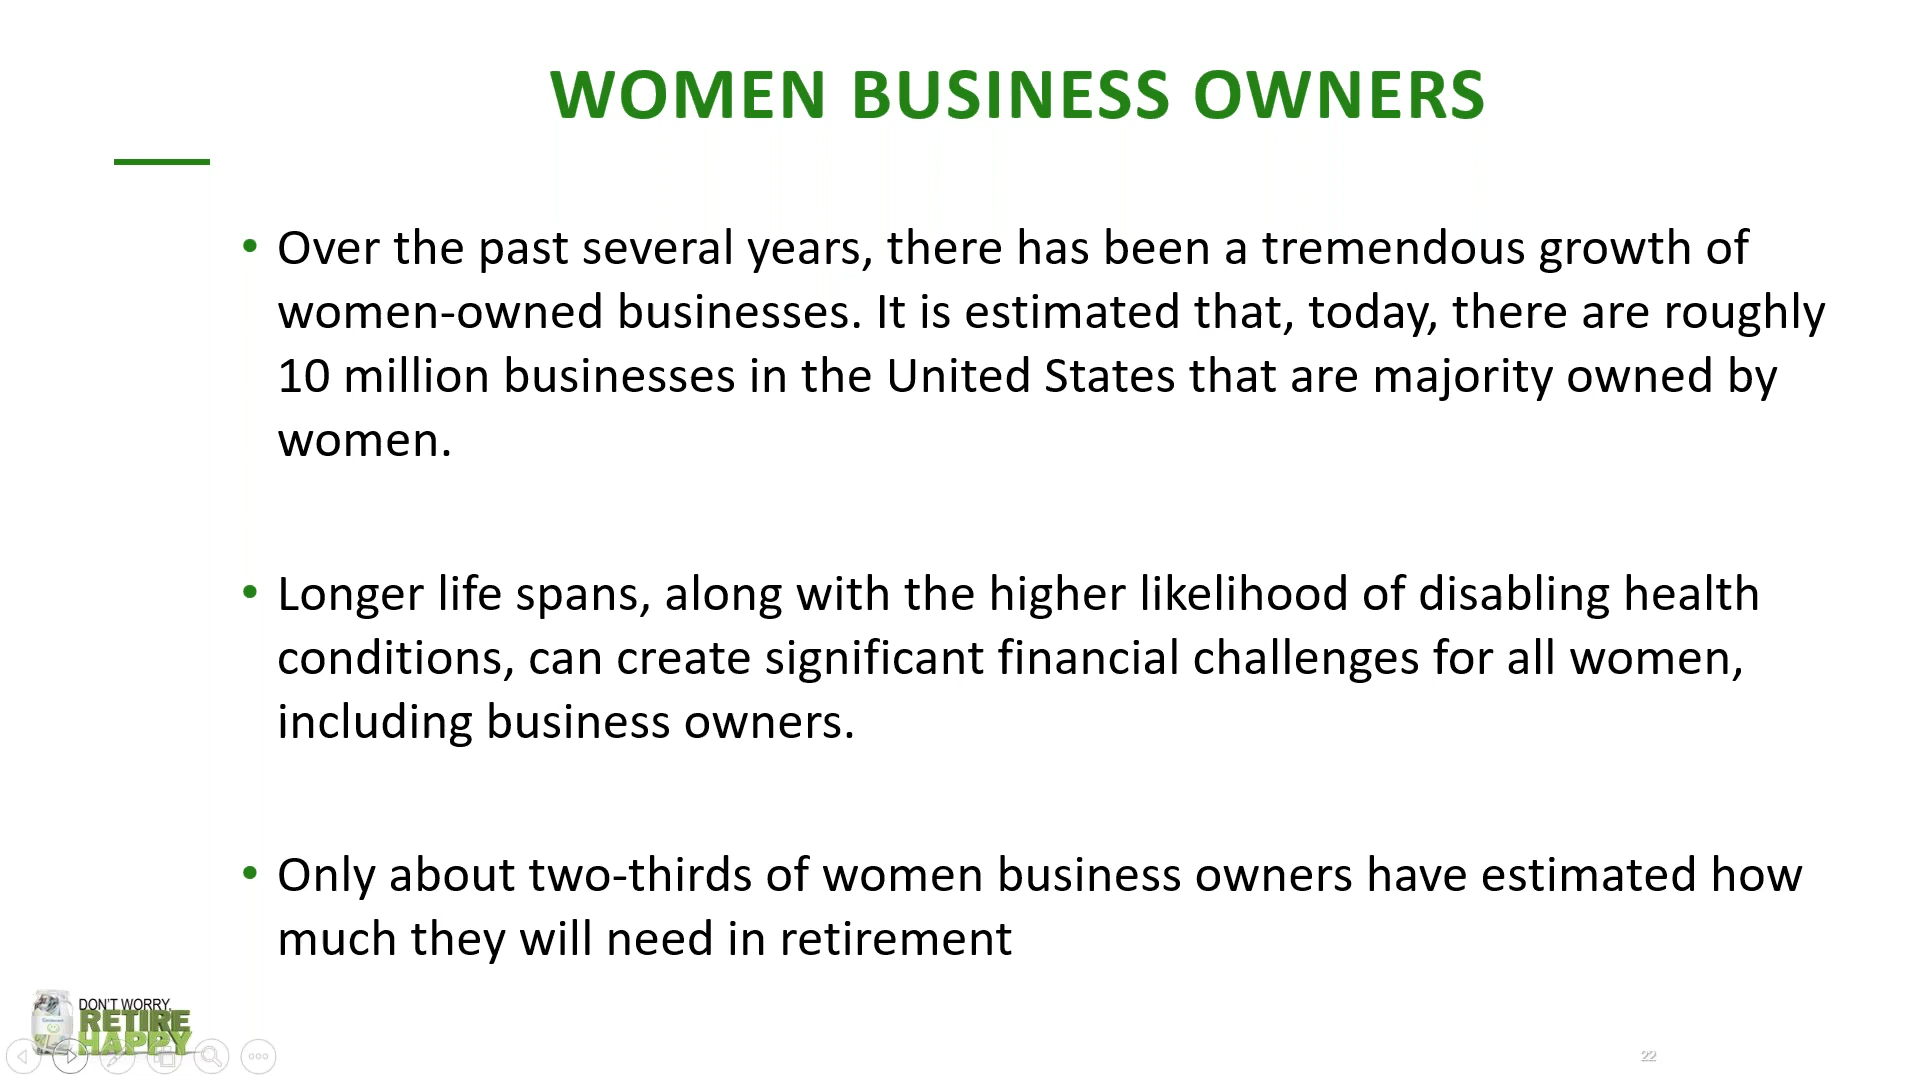 WOMEN BUSINESS OWNERS
• Over the past several years, there has been a tremendous growth of
women-owned businesses. It is estimated that, today, there are roughly
10 million businesses in the United States that are majority owned by
women.
• Longer life spans, along with the higher likelihood of disabling health
conditions, can create significant financial challenges for all women,
including business owners.
• Only about two-thirds of women business owners have estimated how
much they will need in retirement
DON'T WORRY,
RETIRE
HAPPY
22